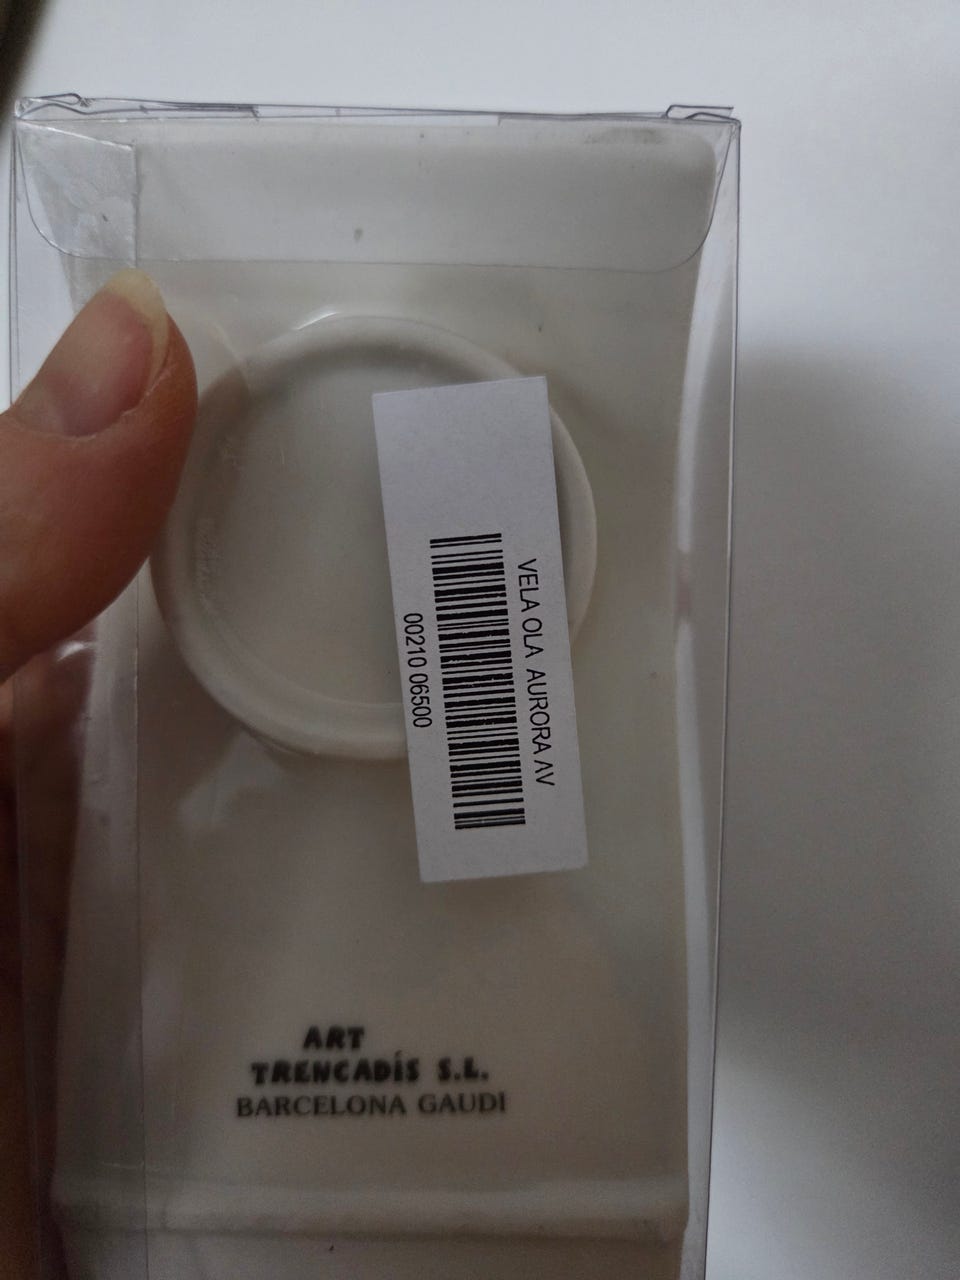 VELA OLA AURORA AV
00210 06500
ART
TRENCADÍS S.L.
BARCELONA GAUDI